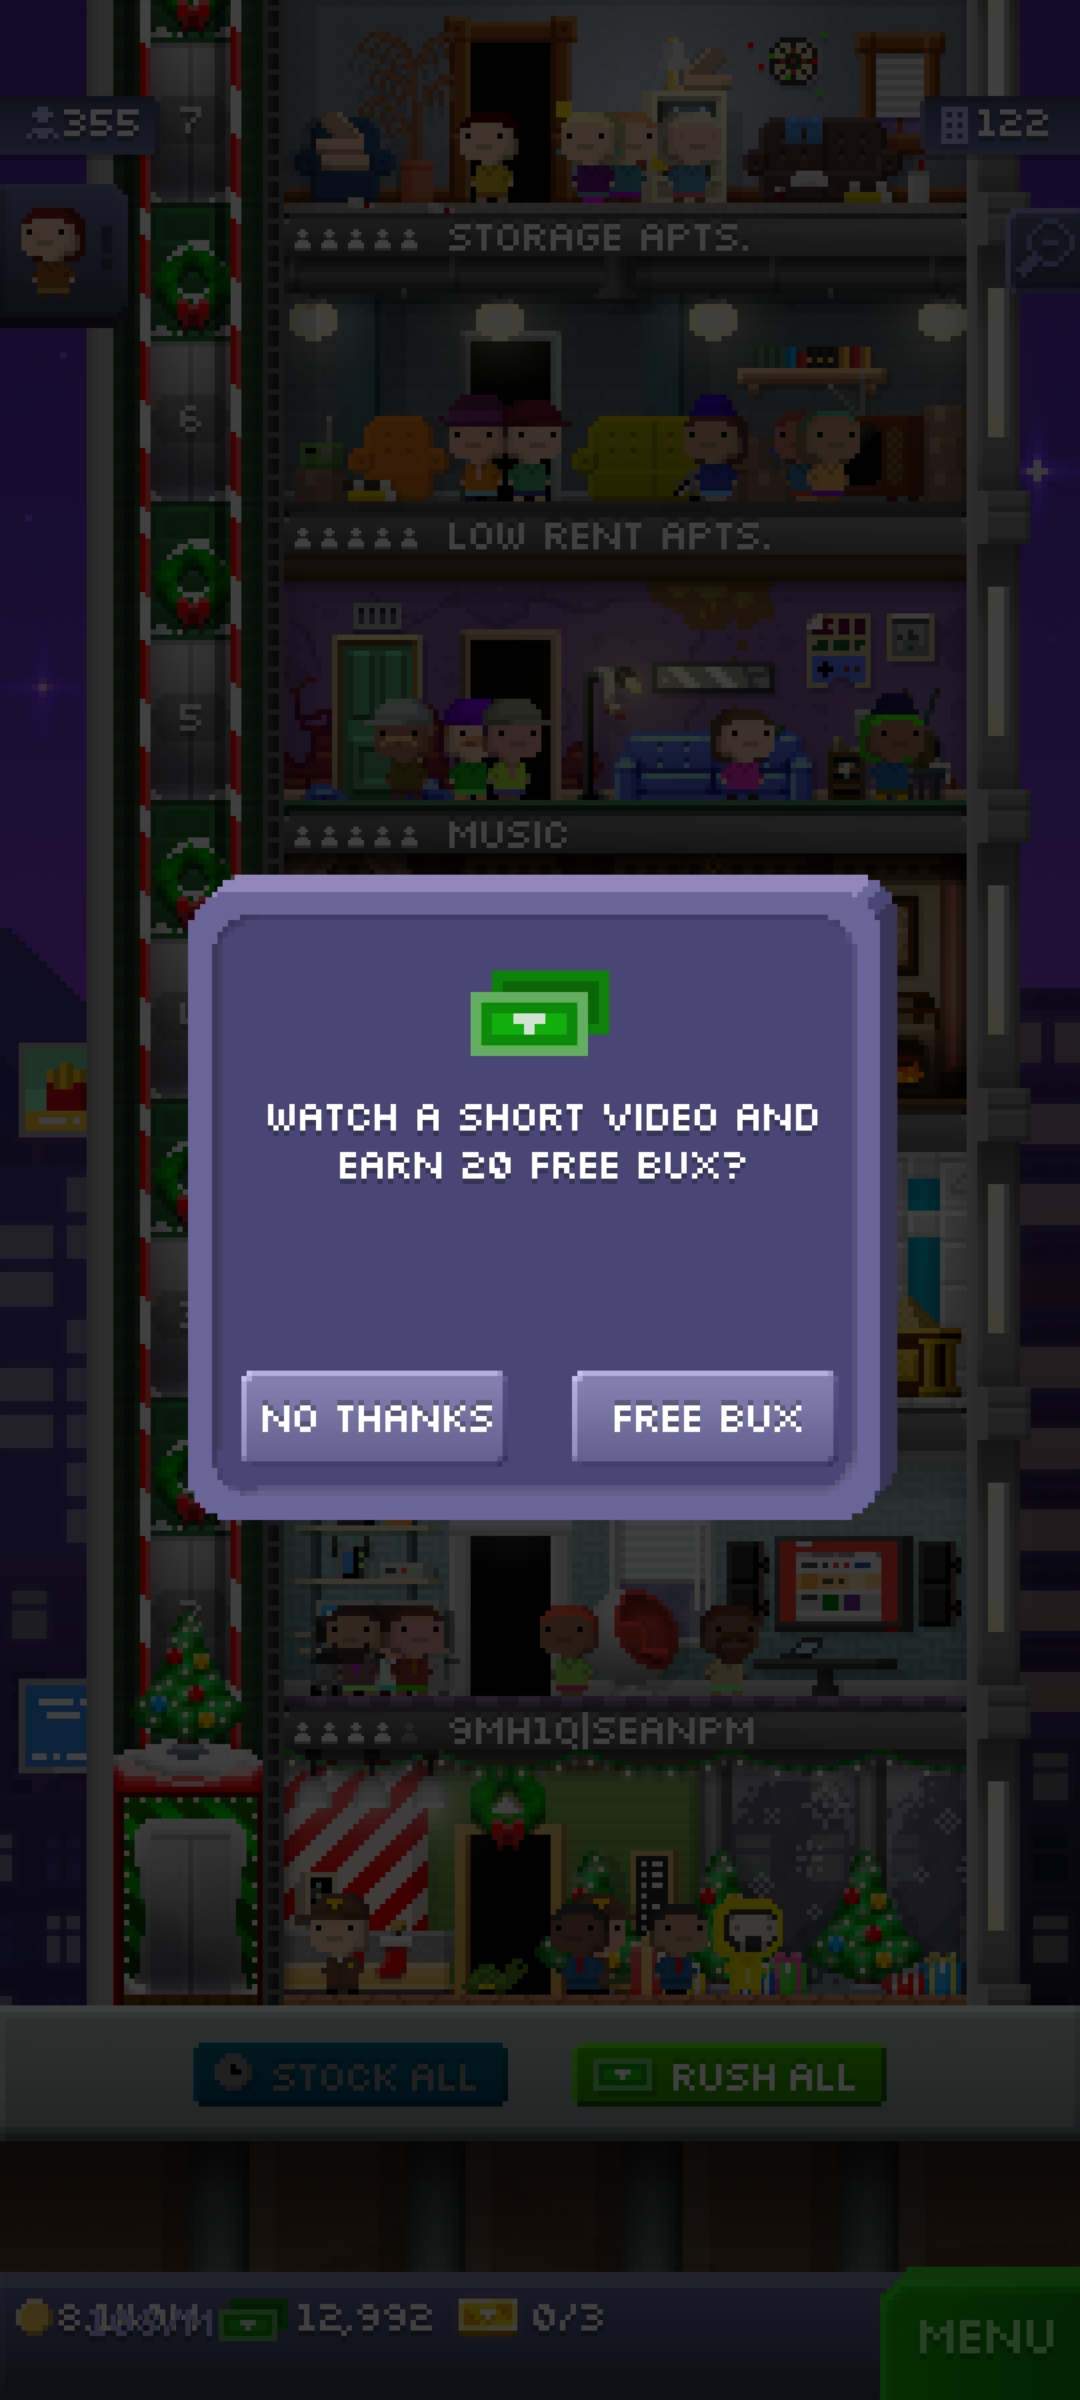 7
355
122
STORAGE APTS.
6
LOW RENT APTS.
5
MUSIC
WATCH A SHORT VIDEO AND
EARN 20 FREE BUX?
NO THANKS
FREE BUX
9MH1Q|SEANPM
STOCK ALL
RUSH ALL
12,992
0/3
MENU